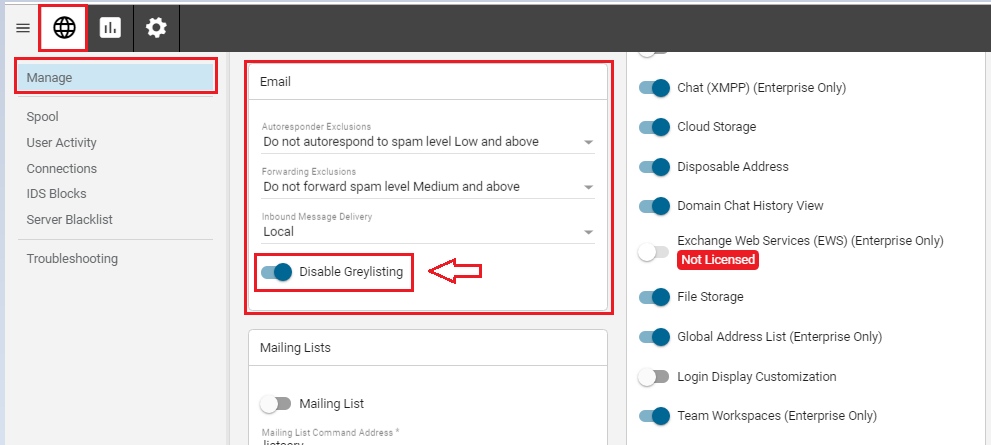 Manage
Spool
User Activity
Connections
IDS Blocks
Server Blacklist
Troubleshooting
Email
Autoresponder Exclusions
Do not autorespond to spam level Low and above
Forwarding Exclusions
Do not forward spam level Medium and above
Inbound Message Delivery
Local
Disable Greylisting
Mailing Lists
Mailing List
Mailing List Command Address *
Chat (XMPP) (Enterprise Only)
Cloud Storage
Disposable Address
Domain Chat History View
Exchange Web Services (EWS) (Enterprise Only)
Not Licensed
File Storage
Global Address List (Enterprise Only)
Login Display Customization
Team Workspaces (Enterprise Only)